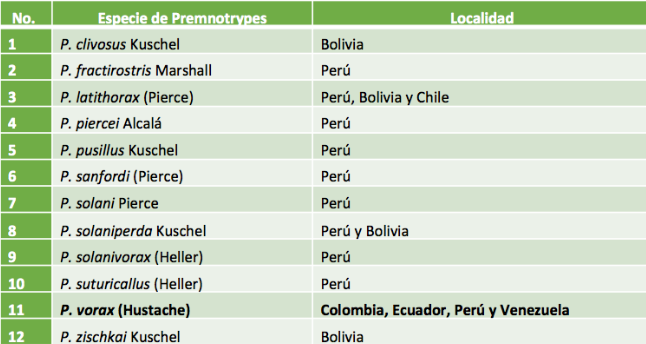 No. Especie de Premnotrypes Localidad
1 P. clivosus Kuschel Bolivia
2 P. fractirostris Marshall Perú
3 P. latithorax (Pierce) Perú, Bolivia y Chile
4 P. piercei Alcalá Perú
5 P. pusillus Kuschel Perú
6 P. sanfordi (Pierce) Perú
7 P. solani Pierce Perú
8 P. solaniperda Kuschel Perú y Bolivia
9 P. solanivorax (Heller) Perú
10 P. suturicallus (Heller) Perú
11 P. vorax (Hustache) Colombia, Ecuador, Perú y Venezuela
12 P. zischkai Kuschel Bolivia